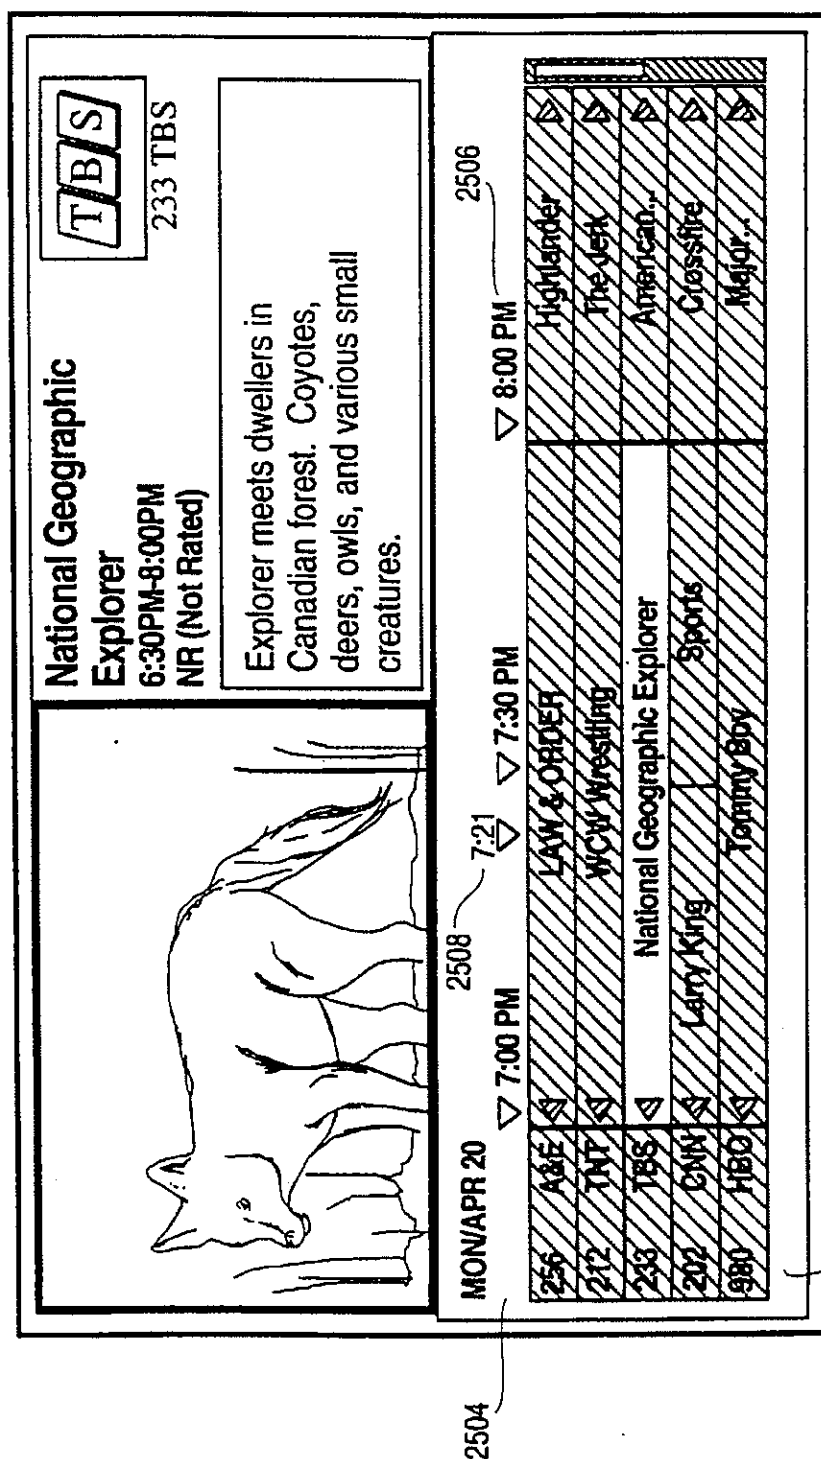 National Geographic
Explorer
6:30PM-8:00PM
NR (Not Rated)
T B S
233 TBS
Explorer meets dwellers in
Canadian forest. Coyotes,
deers, owls, and various small
creatures.
2504
2508
2506
MON/APR 20
7:00 PM
7:21
7:30 PM
8:00 PM
256 A&E LAW & ORDER Highlander
212 TNT WCW Wrestling The Jerk
233 TBS National Geographic Explorer American...
202 CNN Larry King Sports Crossfire
980 HBO Tommy Boy Major...